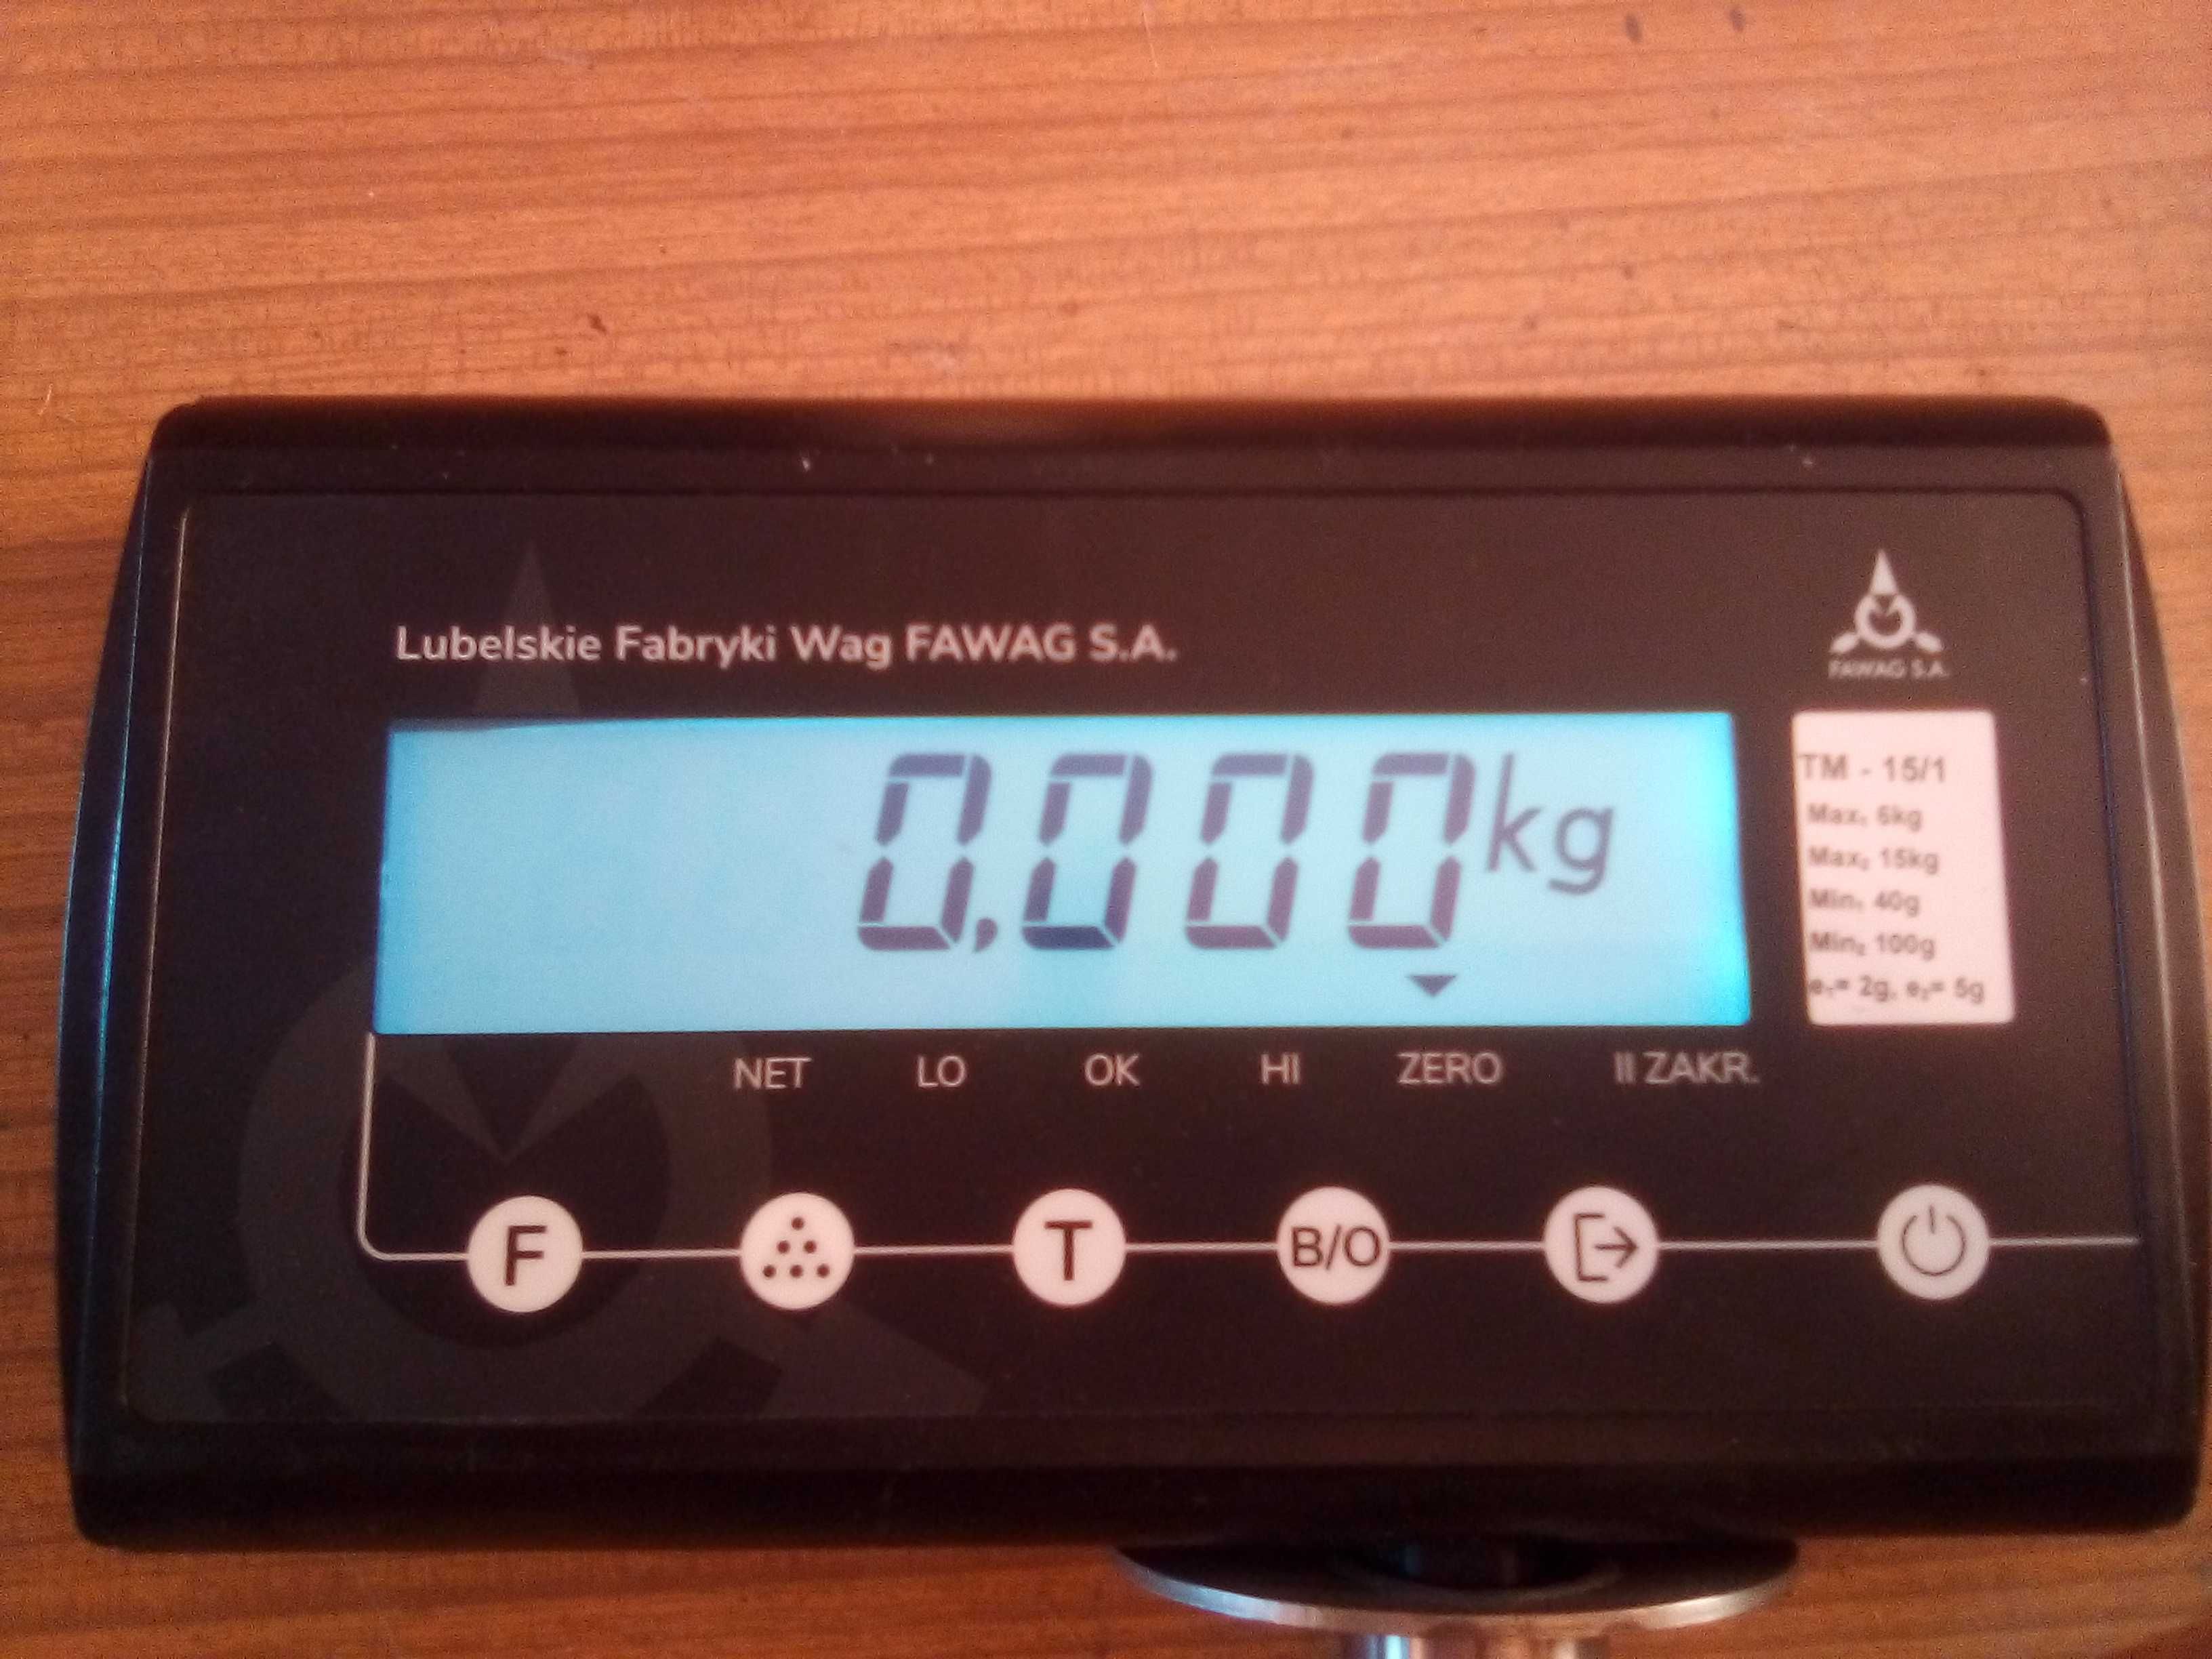 Lubelskie Fabryki Wag FAWAG S.A.
FAWAG S.A.
0,000 kg
TM - 15/1
Max₁ 6kg
Max₂ 15kg
Min₁ 40g
Min₂ 100g
e₁= 2g, e₂= 5g
NET LO OK HI ZERO II ZAKR.
F T B/O